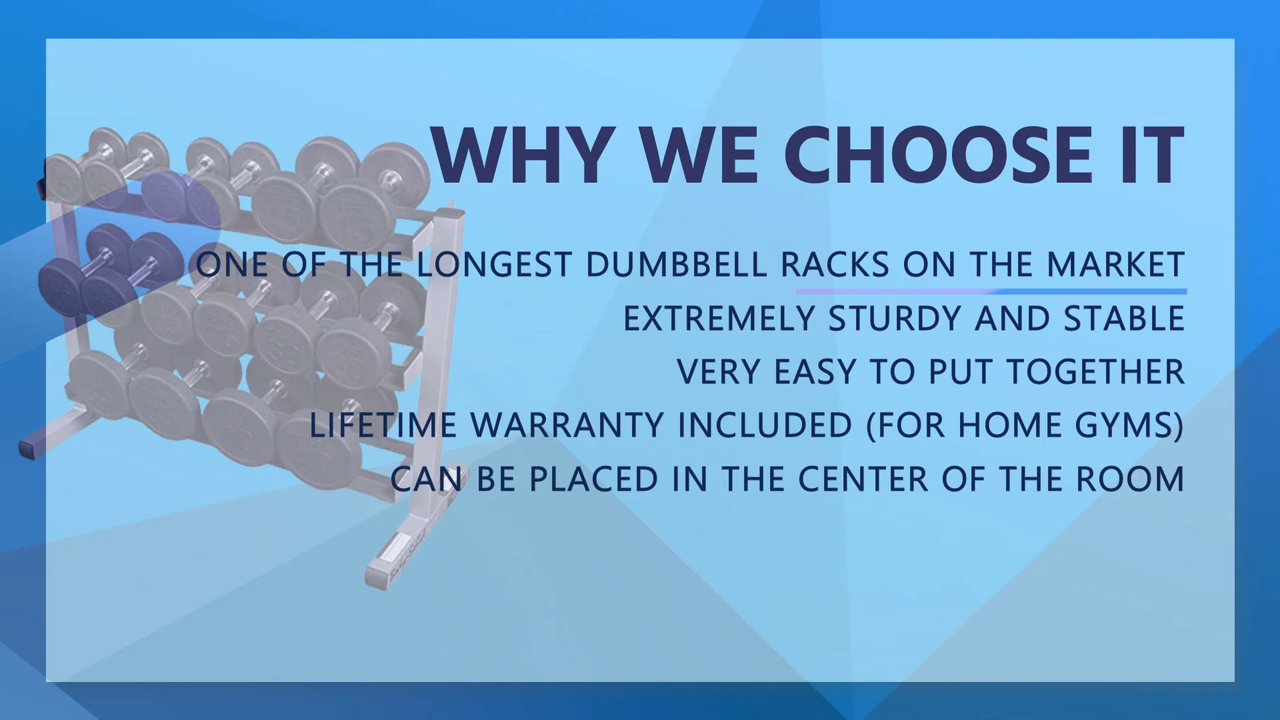 WHY WE CHOOSE IT
ONE OF THE LONGEST DUMBBELL RACKS ON THE MARKET
EXTREMELY STURDY AND STABLE
VERY EASY TO PUT TOGETHER
LIFETIME WARRANTY INCLUDED (FOR HOME GYMS)
CAN BE PLACED IN THE CENTER OF THE ROOM